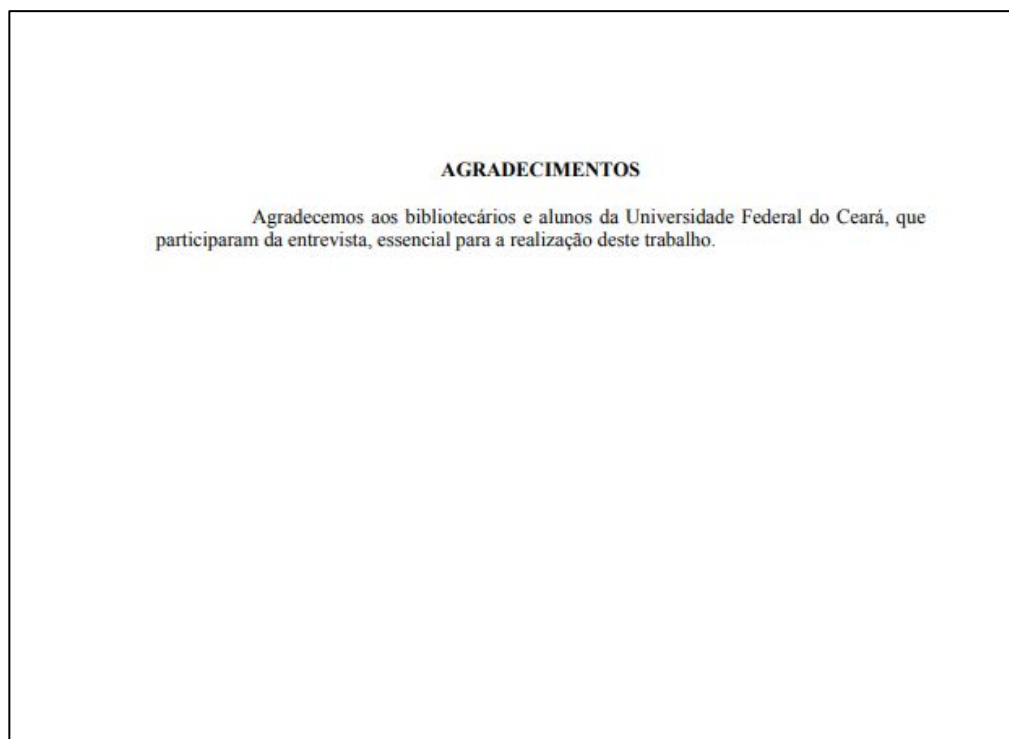 AGRADECIMENTOS
Agradecemos aos bibliotecários e alunos da Universidade Federal do Ceará, que
participaram da entrevista, essencial para a realização deste trabalho.